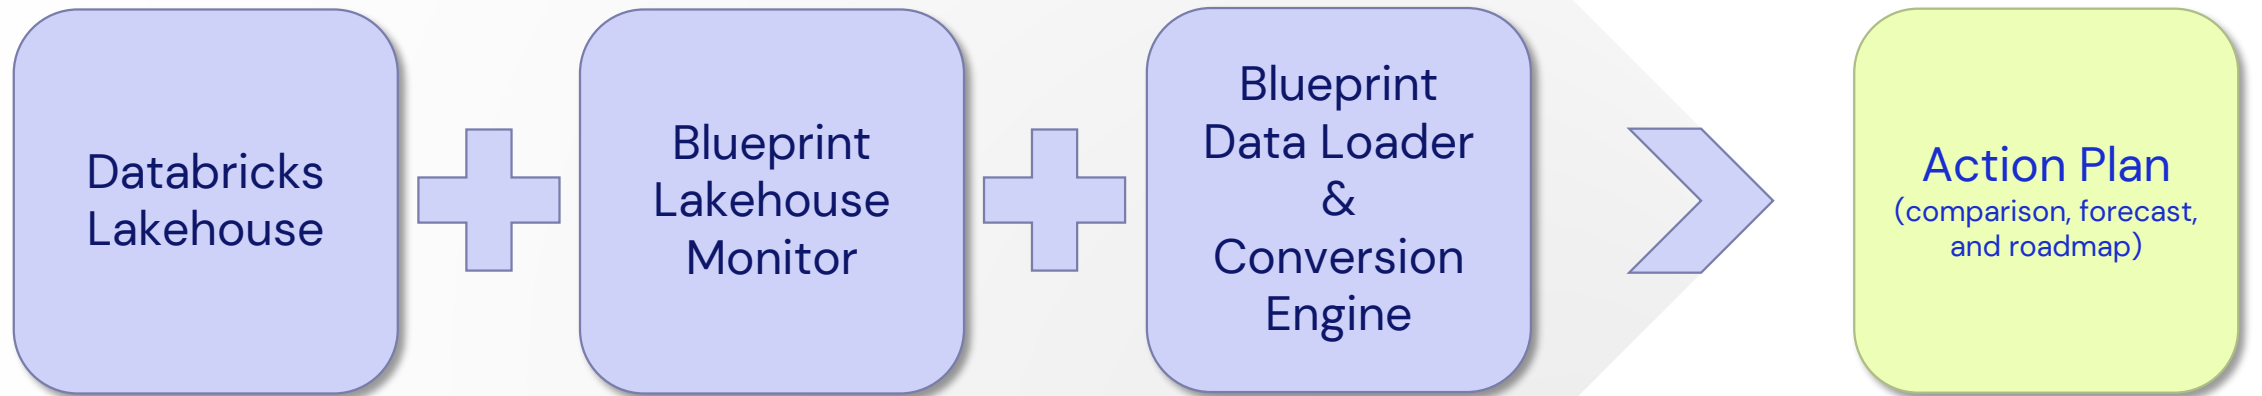 Databricks
Lakehouse
Blueprint
Lakehouse
Monitor
Blueprint
Data Loader
&
Conversion
Engine
Action Plan
(comparison, forecast,
and roadmap)